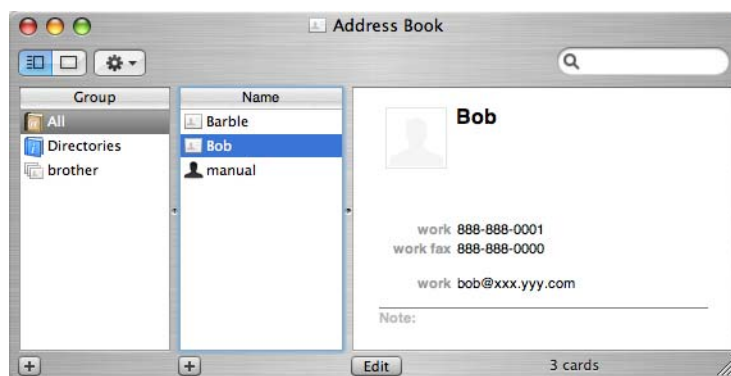 Address Book
Group
All
Directories
brother
Name
Barble
Bob
manual
Bob
work 888-888-0001
work fax 888-888-0000
work bob@xxx.yyy.com
Note:
+
+
Edit
3 cards